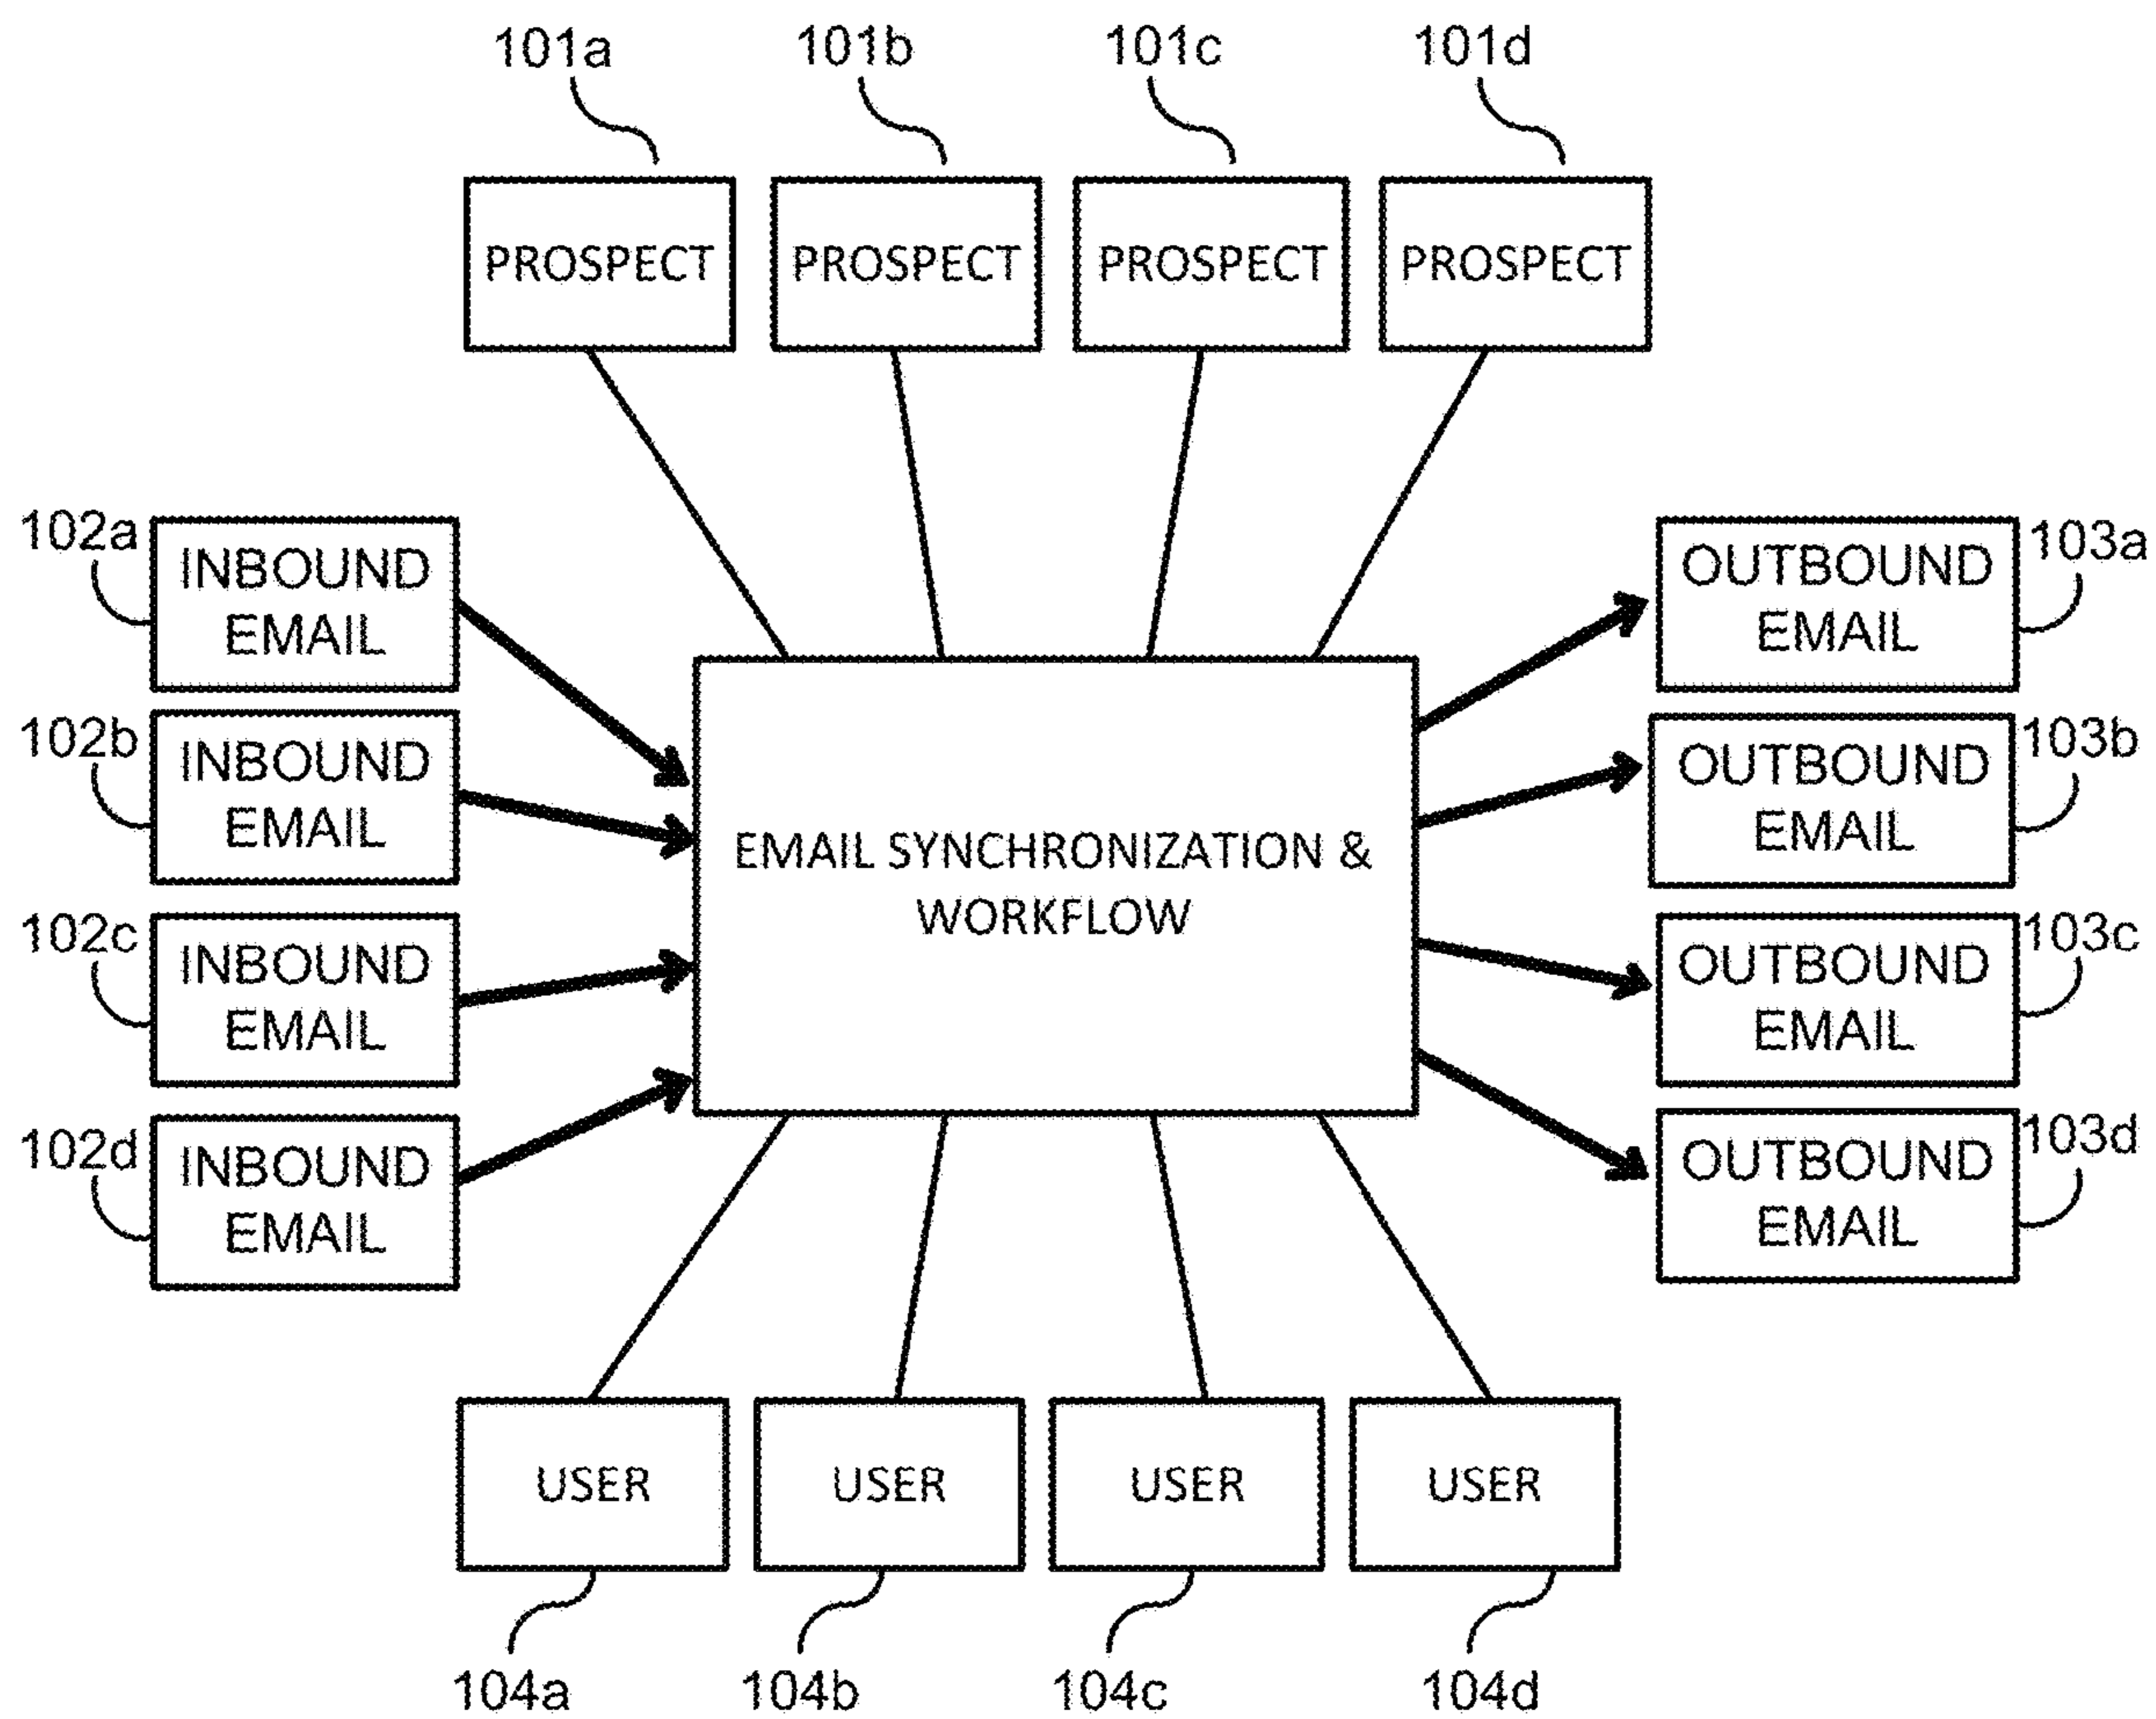 101a
101b
101c
101d
PROSPECT
PROSPECT
PROSPECT
PROSPECT
102a
INBOUND
EMAIL
102b
INBOUND
EMAIL
102c
INBOUND
EMAIL
102d
INBOUND
EMAIL
EMAIL SYNCHRONIZATION &
WORKFLOW
OUTBOUND
EMAIL
103a
OUTBOUND
EMAIL
103b
OUTBOUND
EMAIL
103c
OUTBOUND
EMAIL
103d
USER
USER
USER
USER
104a
104b
104c
104d